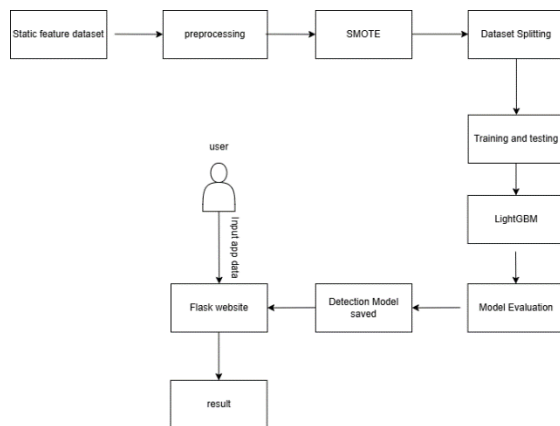 Static feature dataset
preprocessing
SMOTE
Dataset Splitting
Training and testing
user
LightGBM
Input app data
Flask website
Detection Model
saved
Model Evaluation
result